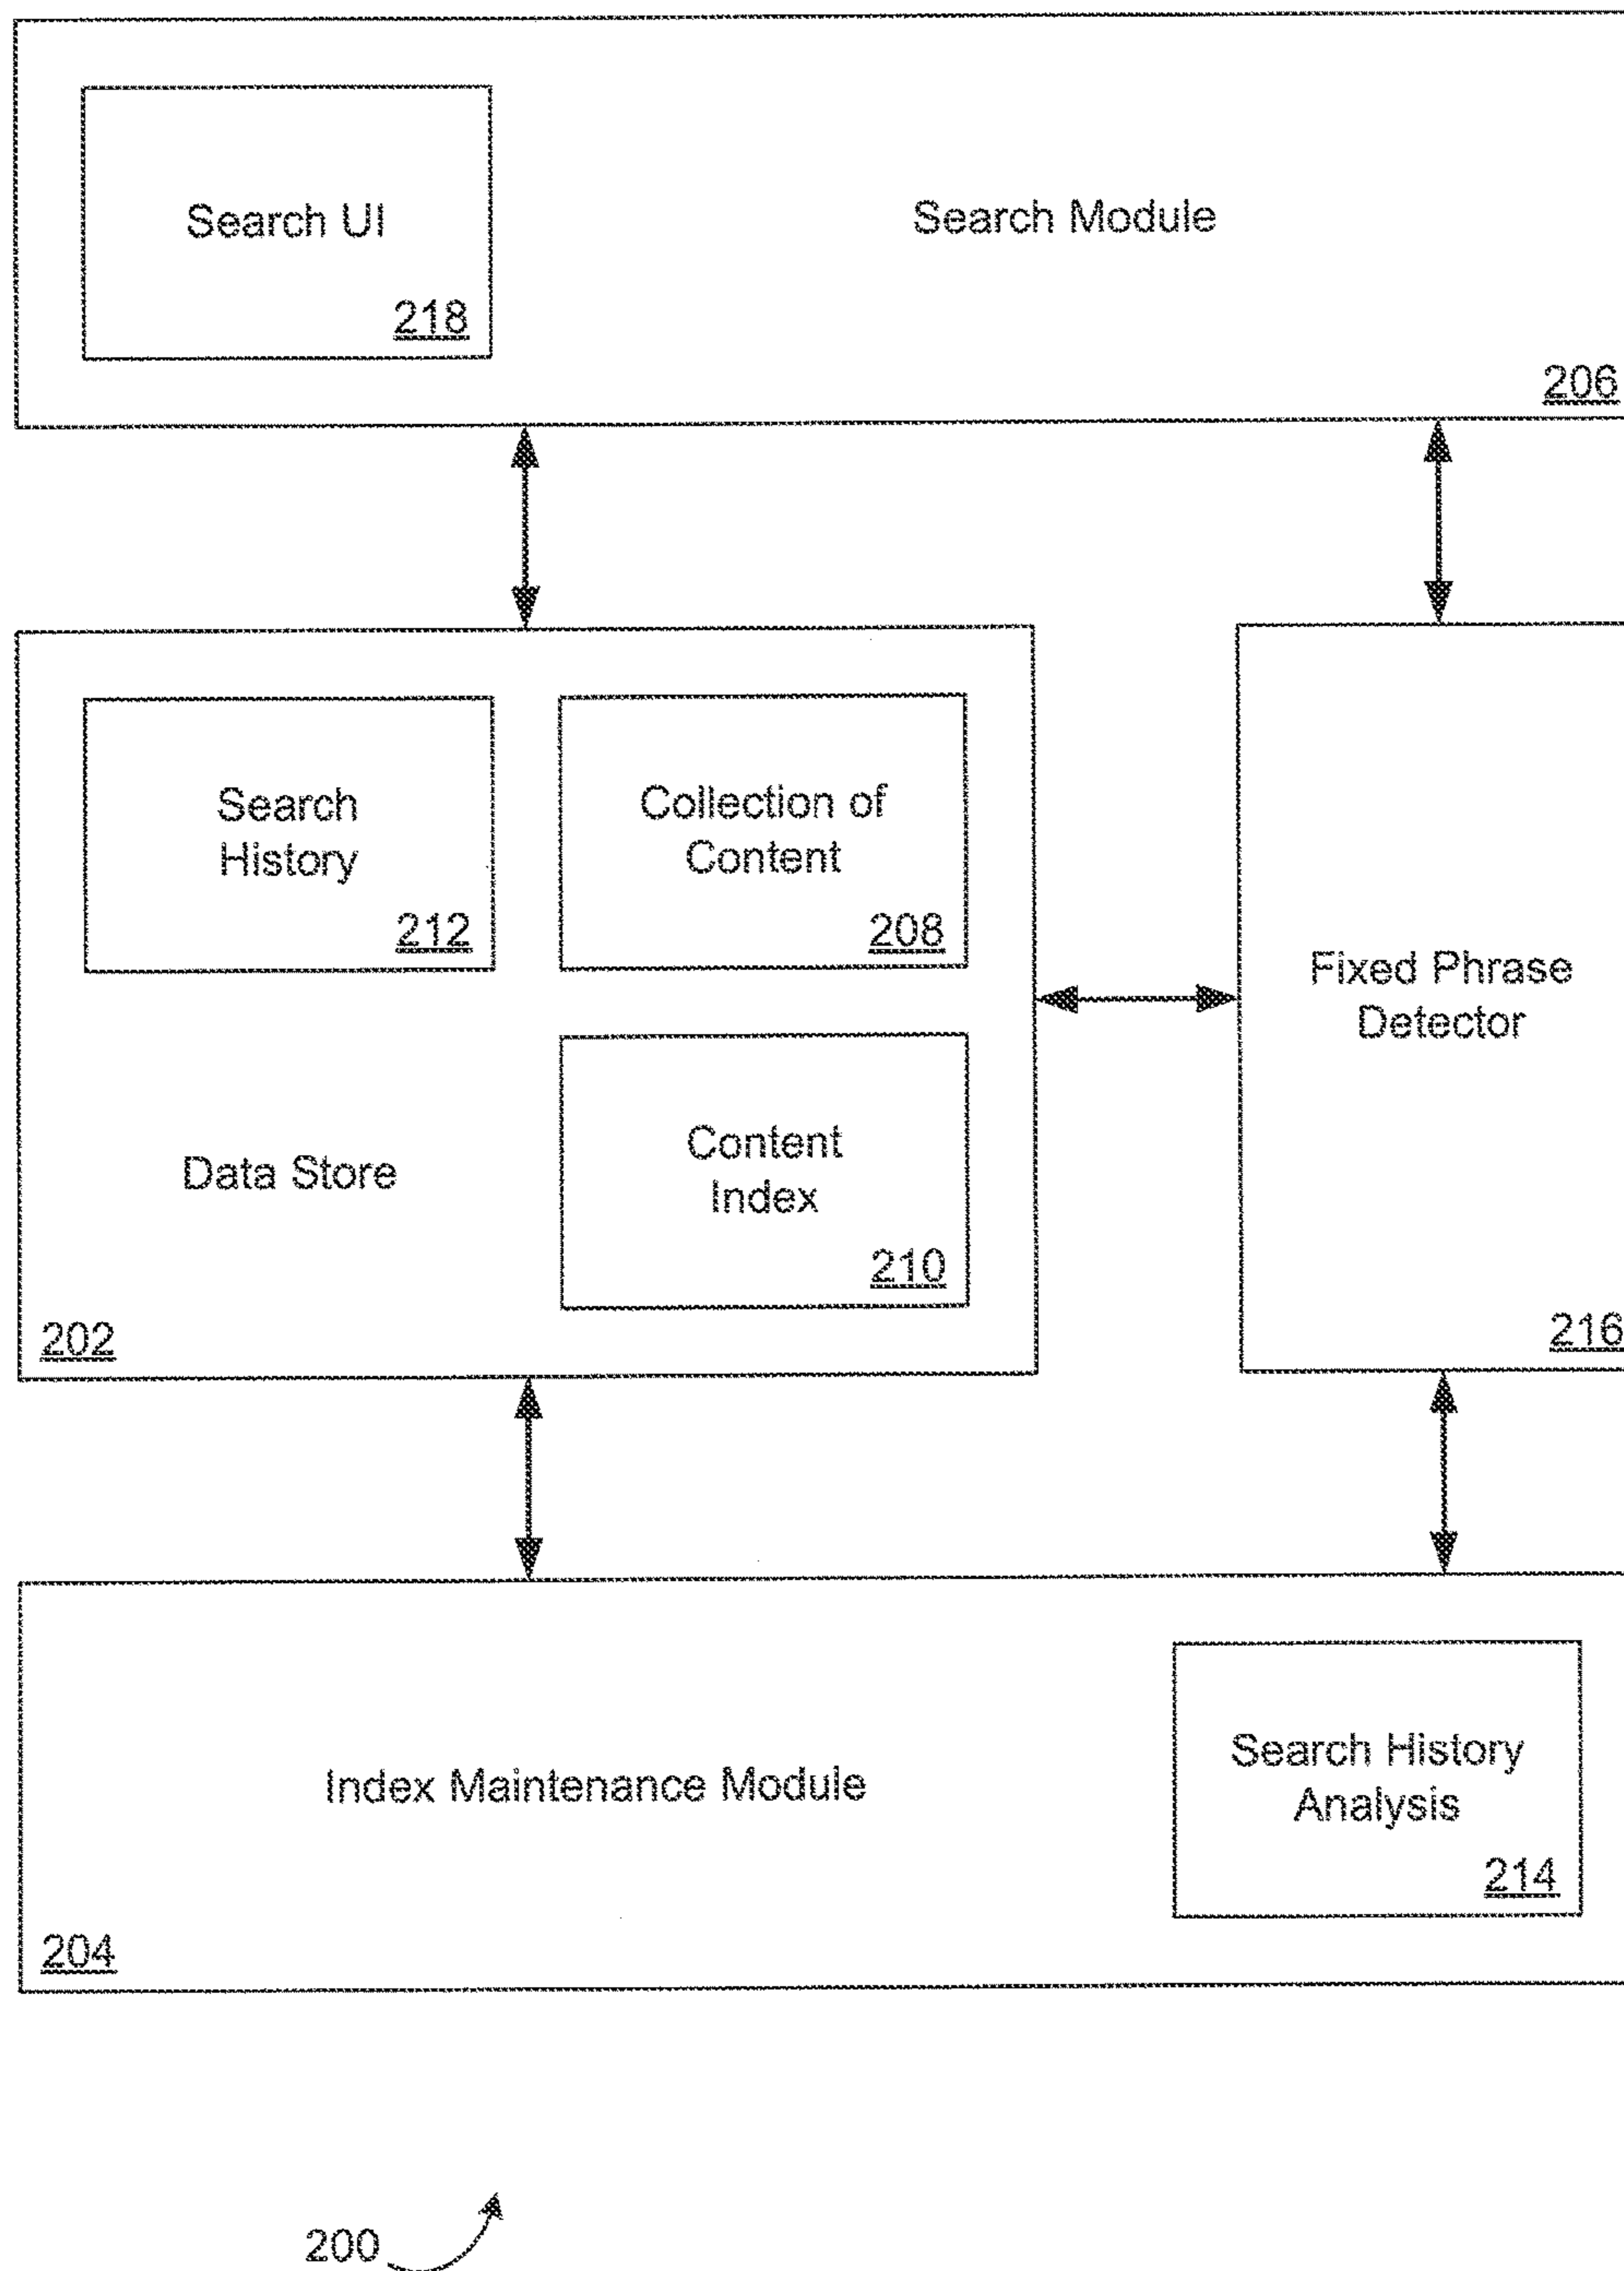 Search UI
218
Search Module
206
Search
History
212
Collection of
Content
208
Data Store
Content
Index
210
202
Fixed Phrase
Detector
216
Index Maintenance Module
Search History
Analysis
214
204
200